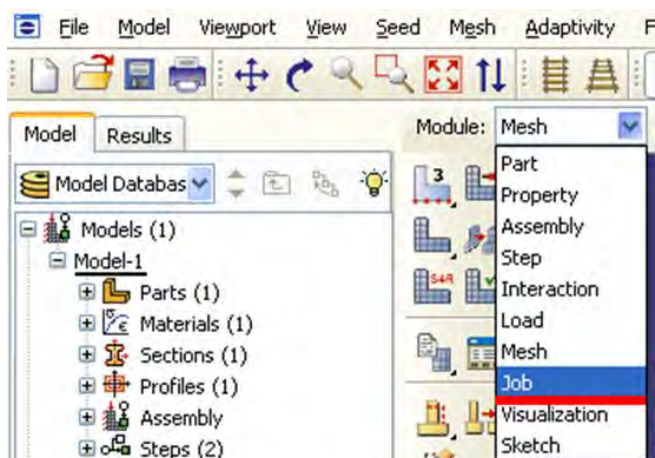 File Model Viewport View Seed Mesh Adaptivity F
Model Results
Module: Mesh
Model Databas
Models (1)
Model-1
Parts (1)
Materials (1)
Sections (1)
Profiles (1)
Assembly
Steps (2)
Part
Property
Assembly
Step
Interaction
Load
Mesh
Job
Visualization
Sketch
3
S4R